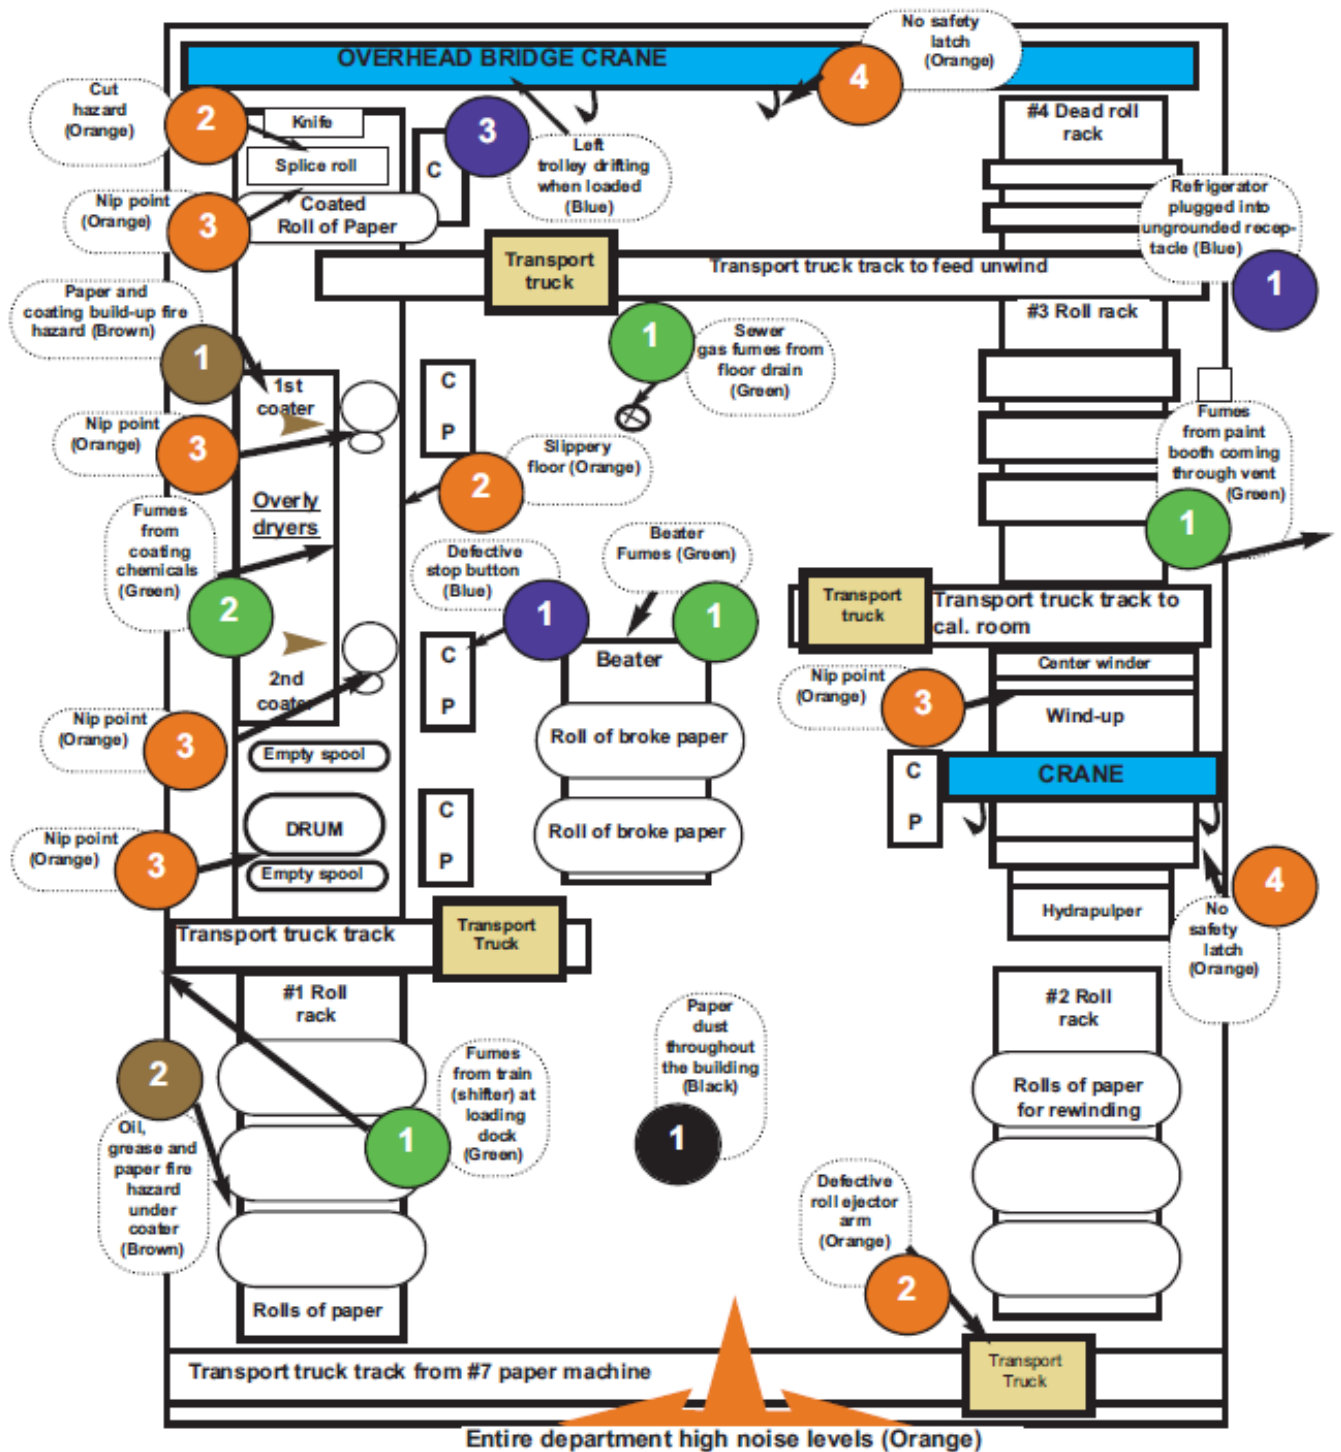 No safety
latch
(Orange)
OVERHEAD BRIDGE CRANE
4
Cut
hazard
(Orange)
2
Knife
Splice roll
3
C
Left
trolley drifting
when loaded
(Blue)
#4 Dead roll
rack
Nip point
(Orange)
3
Coated
Roll of Paper
Refrigerator
plugged into
ungrounded recep-
tacle (Blue)
1
Transport
truck
Transport truck track to feed unwind
Paper and
coating build-up fire
hazard (Brown)
1
1
Sewer
gas fumes from
floor drain
(Green)
#3 Roll rack
1st
coater
C
P
Nip point
(Orange)
3
Slippery
floor (Orange)
2
Fumes
from paint
booth coming
through vent
(Green)
1
Overly
dryers
Fumes
from
coating
chemicals
(Green)
2
Defective
stop button
(Blue)
1
Beater
Fumes (Green)
1
Transport
truck
Transport truck track to
cal. room
C
P
Beater
2nd
coater
Center winder
Nip point
(Orange)
3
Wind-up
Nip point
(Orange)
3
Empty spool
Roll of broke paper
C
P
CRANE
DRUM
C
P
Roll of broke paper
Nip point
(Orange)
3
Empty spool
4
No
safety
latch
(Orange)
Hydrapulper
Transport truck track
Transport
Truck
#1 Roll
rack
#2 Roll
rack
Paper
dust
throughout
the building
(Black)
1
2
Oil,
grease and
paper fire
hazard
under
coater
(Brown)
Fumes
from train
(shifter) at
loading
dock
(Green)
1
Rolls of paper
for rewinding
Defective
roll ejector
arm
(Orange)
2
Rolls of paper
Transport truck track from #7 paper machine
Transport
Truck
Entire department high noise levels (Orange)